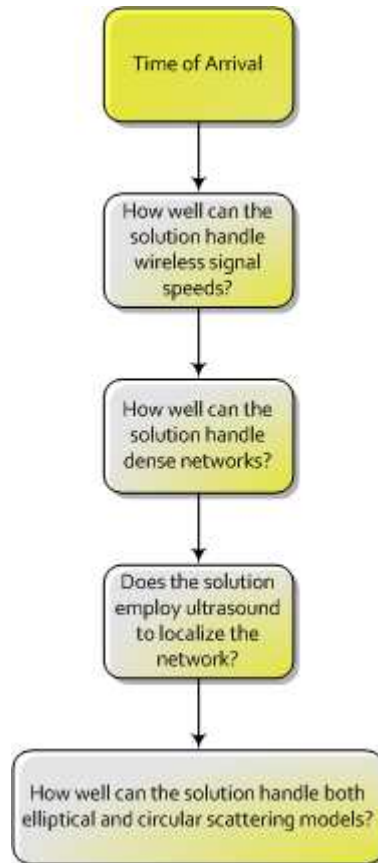 Time of Arrival
How well can the
solution handle
wireless signal
speeds?
How well can the
solution handle
dense networks?
Does the solution
employ ultrasound
to localize the
network?
How well can the solution handle both
elliptical and circular scattering models?